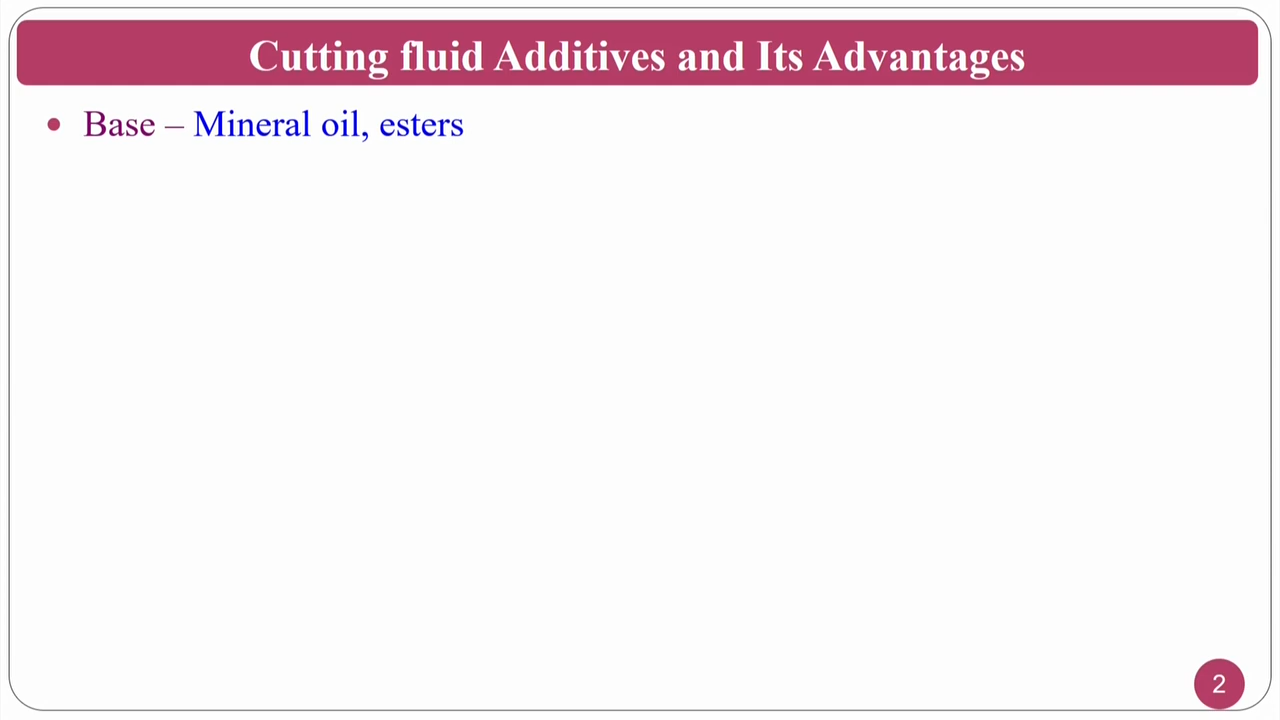 Cutting fluid Additives and Its Advantages
• Base – Mineral oil, esters
2